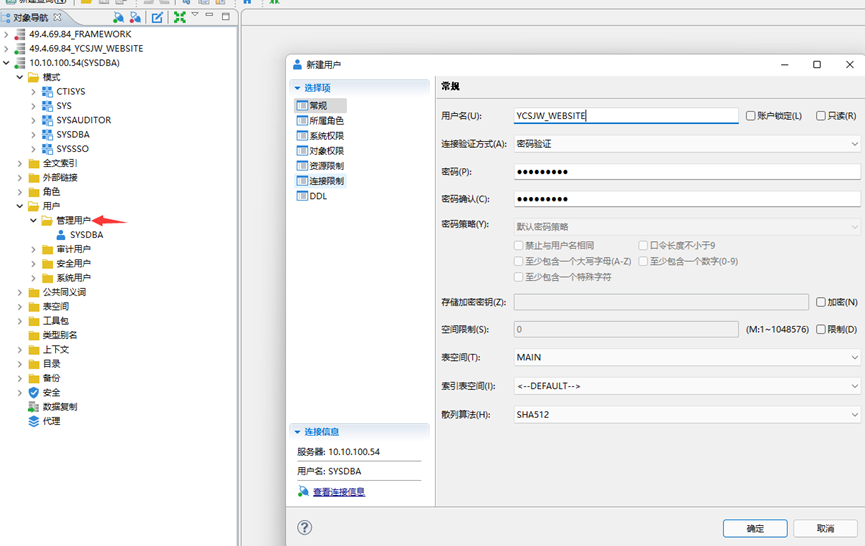 对象导航
49.4.69.84_FRAMEWORK
49.4.69.84_YCSJW_WEBSITE
10.10.100.54(SYSDBA)
模式
CTISYS
SYS
SYSAUDITOR
SYSDBA
SYSSSO
全文索引
外部链接
角色
用户
管理用户
SYSDBA
审计用户
安全用户
系统用户
公共同义词
表空间
工具包
类型别名
上下文
目录
备份
安全
数据复制
代理
新建用户
选择项
常规
所属角色
系统权限
对象权限
资源限制
连接限制
DDL
连接信息
服务器: 10.10.100.54
用户名: SYSDBA
查看连接信息
常规
用户名(U): YCSJW_WEBSITE 账户锁定(L) 只读(R)
连接验证方式(A): 密码验证
密码(P): ●●●●●●●●●
密码确认(C): ●●●●●●●●●
密码策略(Y): 默认密码策略
禁止与用户名相同 口令长度不小于9
至少包含一个大写字母(A-Z) 至少包含一个数字(0-9)
至少包含一个特殊字符
存储加密密钥(Z): 加密(N)
空间限制(S): 0 (M:1~1048576) 限制(D)
表空间(T): MAIN
索引表空间(I): <--DEFAULT-->
散列算法(H): SHA512
确定 取消